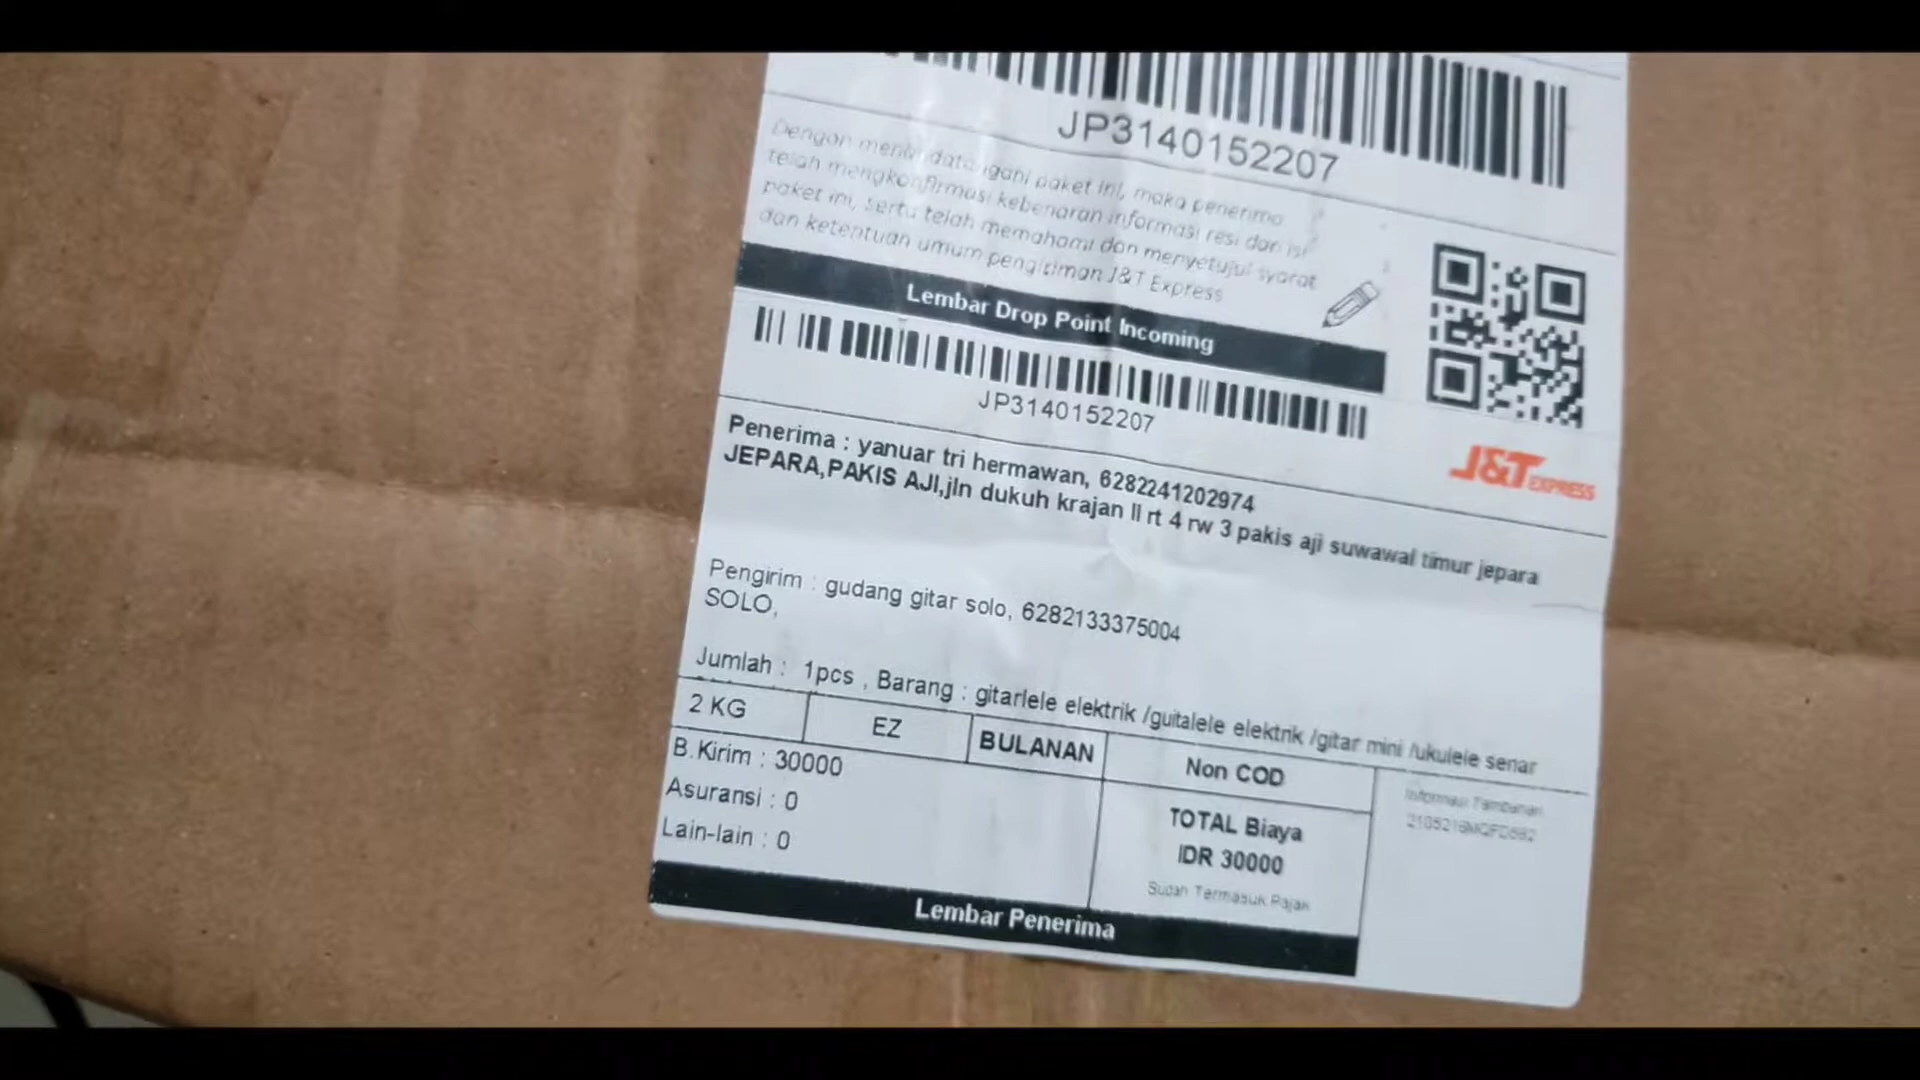 JP3140152207
Dengan menandatangani paket ini, maka penerima
telah mengkonfirmasi kebenaran informasi resi dan isi
paket ini, serta telah memahami dan menyetujui syarat
dan ketentuan umum pengiriman J&T Express
Lembar Drop Point Incoming
JP3140152207
J&T EXPRESS
Penerima : yanuar tri hermawan, 6282241202974
JEPARA,PAKIS AJI,jln dukuh krajan II rt 4 rw 3 pakis aji suwawal timur jepara
Pengirim : gudang gitar solo, 6282133375004
SOLO,
Jumlah : 1pcs , Barang : gitarlele elektrik /guitalele elektrik /gitar mini /ukulele senar
2 KG EZ BULANAN Non COD
B.Kirim : 30000
Asuransi : 0
Lain-lain : 0
TOTAL Biaya
IDR 30000
Sudah Termasuk Pajak
Informasi Tambahan
Lembar Penerima